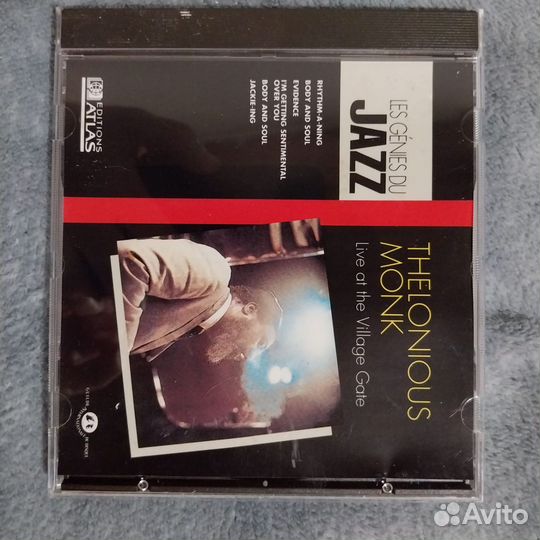 LES GÉNIES DU
JAZZ
RHYTHM-A-NING
BODY AND SOUL
EVIDENCE
I'M GETTING SENTIMENTAL
OVER YOU
BODY AND SOUL
JACKIE-ING
EDITIONS
ATLAS
THELONIOUS
MONK
Live at the Village Gate
Avito